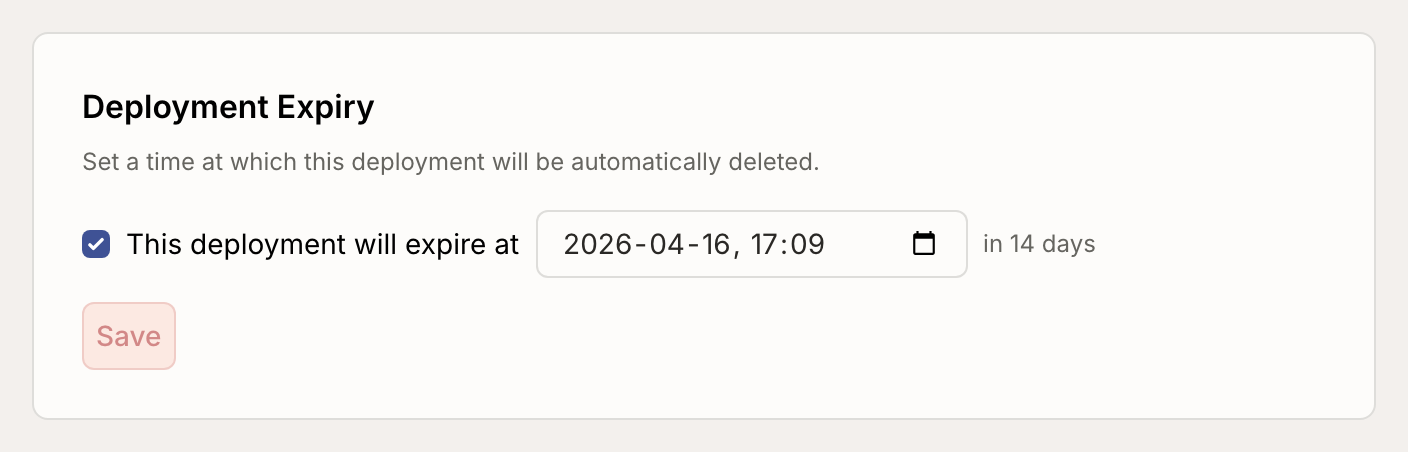 Deployment Expiry
Set a time at which this deployment will be automatically deleted.
This deployment will expire at 2026-04-16, 17:09 in 14 days
Save